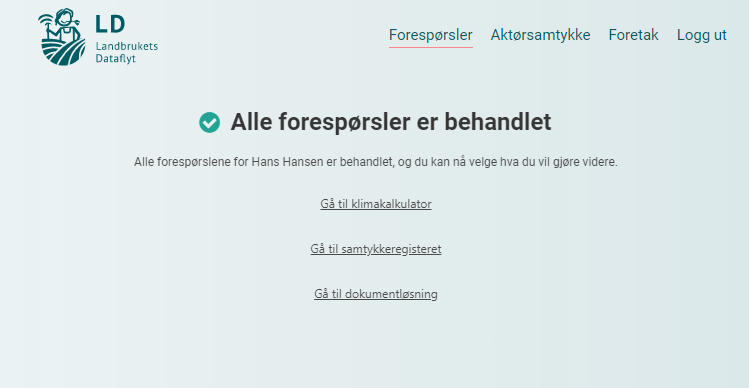 LD
Landbrukets
Dataflyt
Forespørsler Aktørsamtykke Foretak Logg ut
Alle forespørsler er behandlet
Alle forespørslene for Hans Hansen er behandlet, og du kan nå velge hva du vil gjøre videre.
Gå til klimakalkulator
Gå til samtykkeregisteret
Gå til dokumentløsning